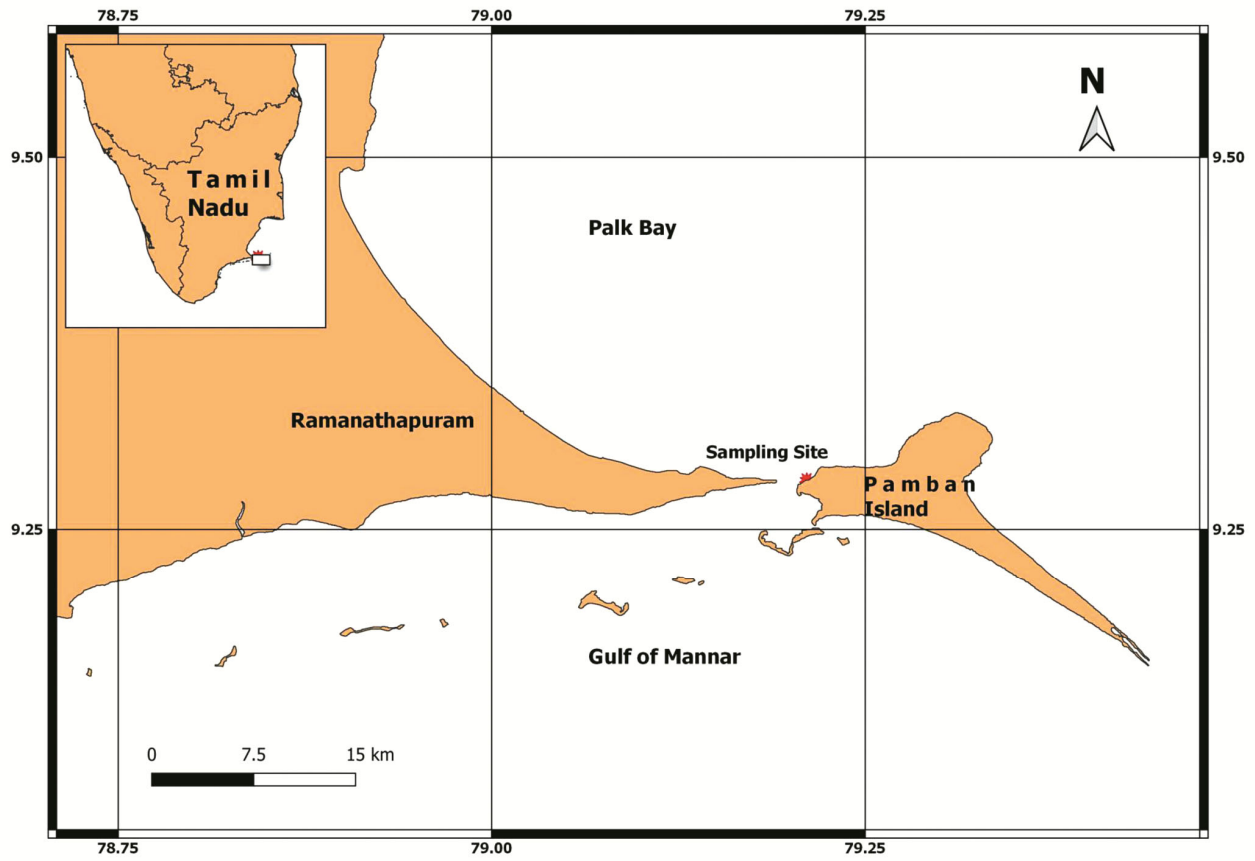 78.75 79.00 79.25
N
9.50 9.50
Tamil
Nadu
Palk Bay
Ramanathapuram
Sampling Site
Pamban
Island
9.25 9.25
Gulf of Mannar
0 7.5 15 km
78.75 79.00 79.25